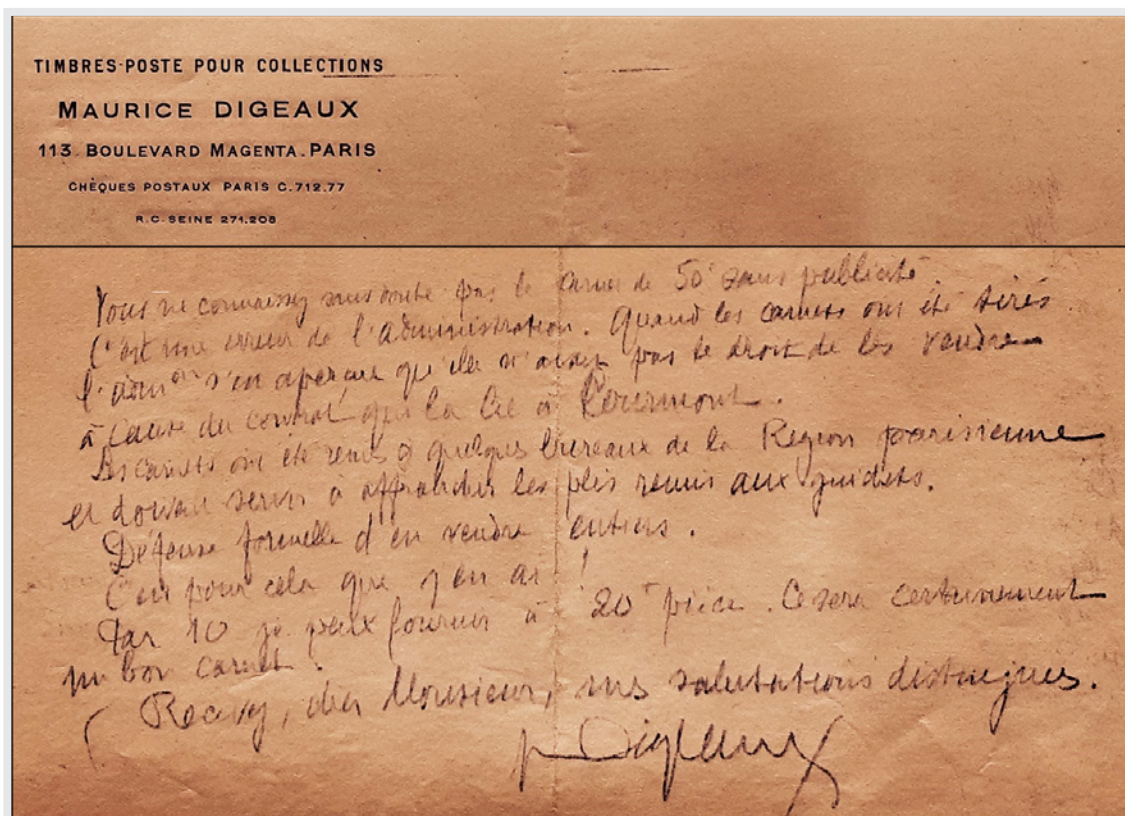 TIMBRES-POSTE POUR COLLECTIONS
MAURICE DIGEAUX
113. BOULEVARD MAGENTA. PARIS
CHÈQUES POSTAUX PARIS C.712.77
R.C. SEINE 271.208
Vous ne connaissez sans doute pas le carnet de 50c sans publicité.
C'est une erreur de l'administration. Quand les carnets ont été tirés
l'admon s'en aperçut qu'elle n'avait pas le droit de les vendre
à cause du contrat qui la lie à Courmont.
Les carnets ont été remis à quelques bureaux de la Région parisienne
et doivent servir à affranchir les plis remis aux guichets.
Défense formelle d'en vendre entiers.
C'est pour cela que j'en ai !
Par 10 je peux fournir à 20f pièce. Ce sera certainement
un bon carnet.
Recevez, cher Monsieur, mes salutations distinguées.
Digeaux